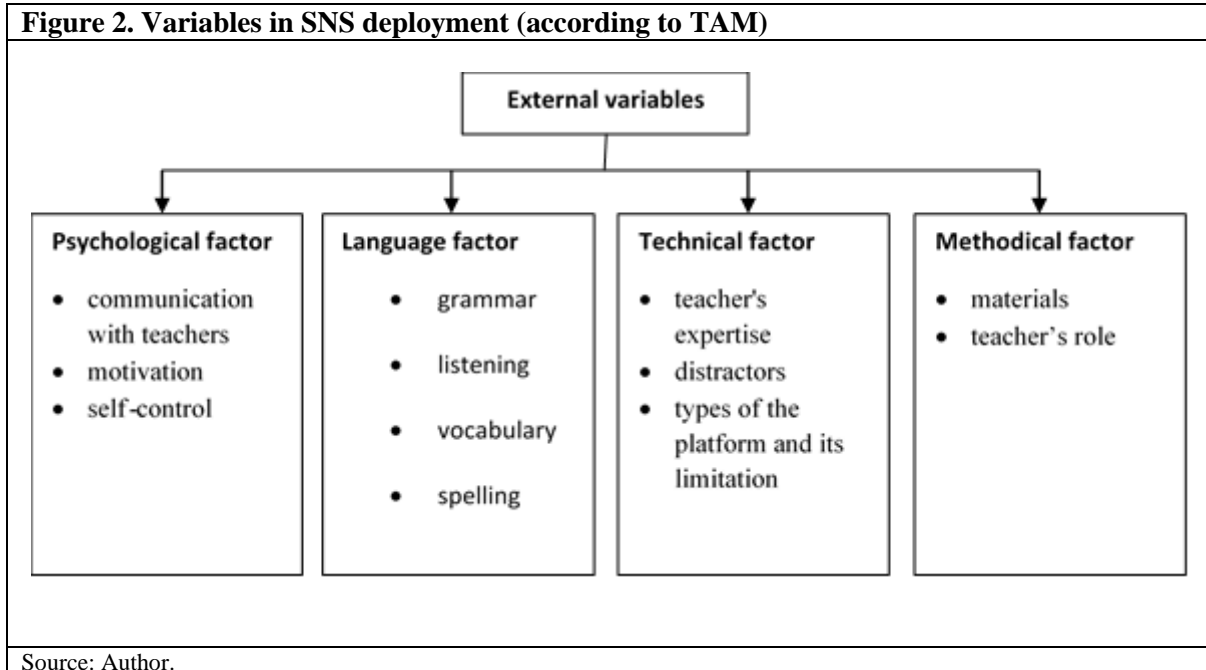 Figure 2. Variables in SNS deployment (according to TAM)
External variables
Psychological factor
• communication
with teachers
• motivation
• self-control
Language factor
• grammar
• listening
• vocabulary
• spelling
Technical factor
• teacher's
expertise
• distractors
• types of the
platform and its
limitation
Methodical factor
• materials
• teacher’s role
Source: Author.